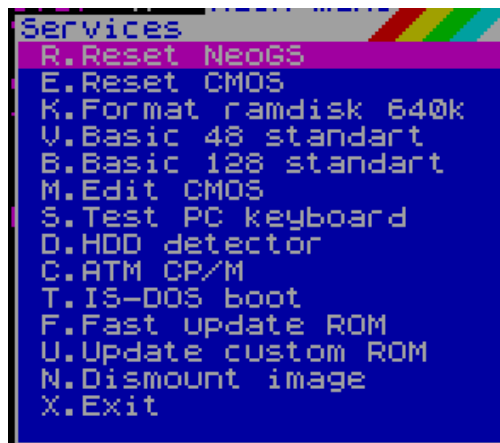 Services
R.Reset NeoGS
E.Reset CMOS
K.Format ramdisk 640k
V.Basic 48 standart
B.Basic 128 standart
M.Edit CMOS
S.Test PC keyboard
D.HDD detector
C.ATM CP/M
T.IS-DOS boot
F.Fast update ROM
U.Update custom ROM
N.Dismount image
X.Exit